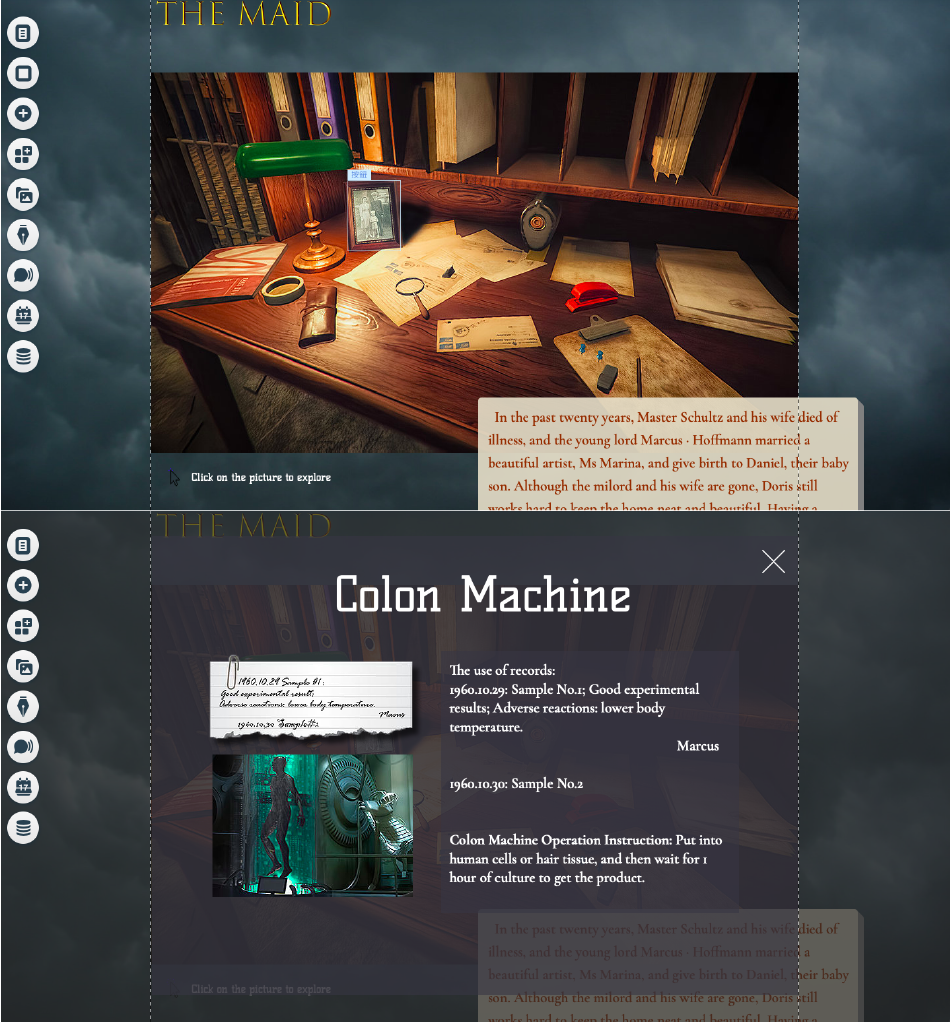 THE MAID
按钮
In the past twenty years, Master Schultz and his wife died of
illness, and the young lord Marcus · Hoffmann married a
beautiful artist, Ms Marina, and give birth to Daniel, their baby
son. Although the milord and his wife are gone, Doris still
works hard to keep the home neat and beautiful. Having a
Click on the picture to explore
17
THE MAID
Colon Machine
1960.10.29 Sample #1:
Good experimental result;
Adverse reactions: lower body temperature.
Marcus
1960.10.30 Sample#2
The use of records:
1960.10.29: Sample No.1; Good experimental
results; Adverse reactions: lower body
temperature.
Marcus
1960.10.30: Sample No.2
Colon Machine Operation Instruction: Put into
human cells or hair tissue, and then wait for 1
hour of culture to get the product.
In the past twenty years, Master Schultz and his wife died of
illness, and the young lord Marcus · Hoffmann married a
beautiful artist, Ms Marina, and give birth to Daniel, their baby
son. Although the milord and his wife are gone, Doris still
works hard to keep the home neat and beautiful. Having a
Click on the picture to explore
17